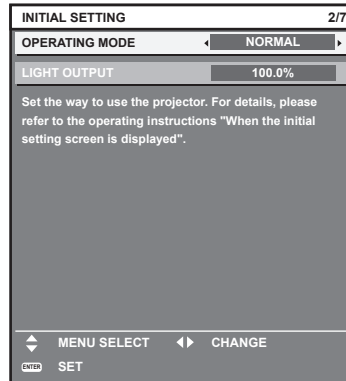 INITIAL SETTING 2/7
OPERATING MODE NORMAL
LIGHT OUTPUT 100.0%
Set the way to use the projector. For details, please
refer to the operating instructions "When the initial
setting screen is displayed".
MENU SELECT CHANGE
ENTER SET